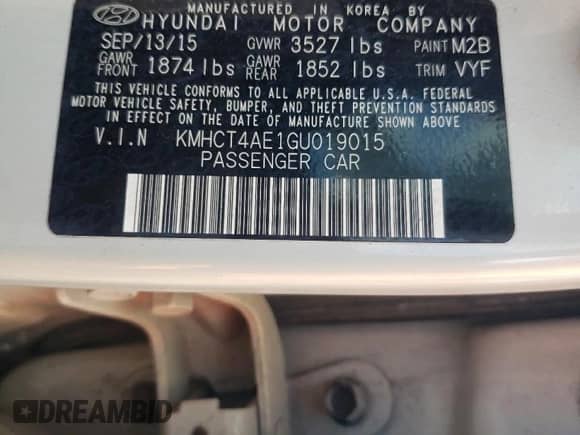 MANUFACTURED IN KOREA BY
HYUNDAI MOTOR COMPANY
SEP/13/15 GVWR 3527 lbs PAINT M2B
GAWR FRONT 1874 lbs GAWR REAR 1852 lbs TRIM VYF
THIS VEHICLE CONFORMS TO ALL APPLICABLE U.S.A. FEDERAL
MOTOR VEHICLE SAFETY, BUMPER, AND THEFT PREVENTION STANDARDS
IN EFFECT ON THE DATE OF MANUFACTURE SHOWN ABOVE.
V.I.N KMHCT4AE1GU019015
PASSENGER CAR
DREAMBID